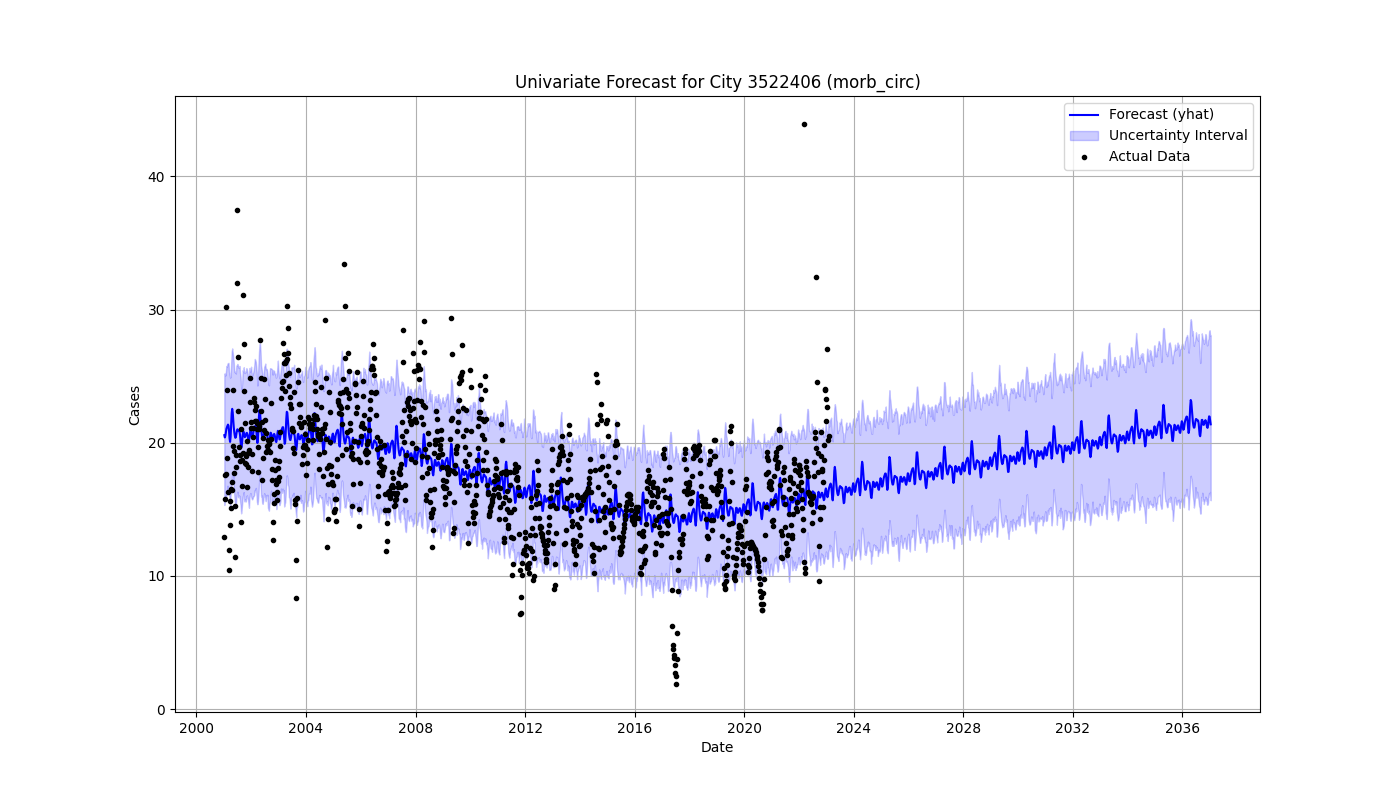 Univariate Forecast for City 3522406 (morb_circ)
Forecast (yhat)
Uncertainty Interval
Actual Data
Cases
40
30
20
10
0
2000 2004 2008 2012 2016 2020 2024 2028 2032 2036
Date